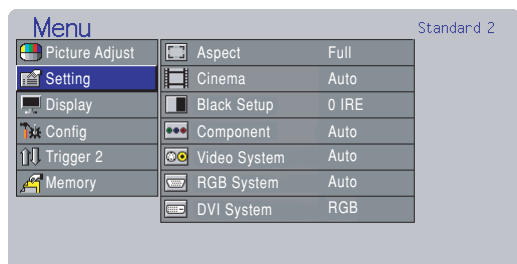 Menu Standard 2
Picture Adjust Aspect Full
Setting Cinema Auto
Display Black Setup 0 IRE
Config Component Auto
Trigger 2 Video System Auto
Memory RGB System Auto
DVI System RGB